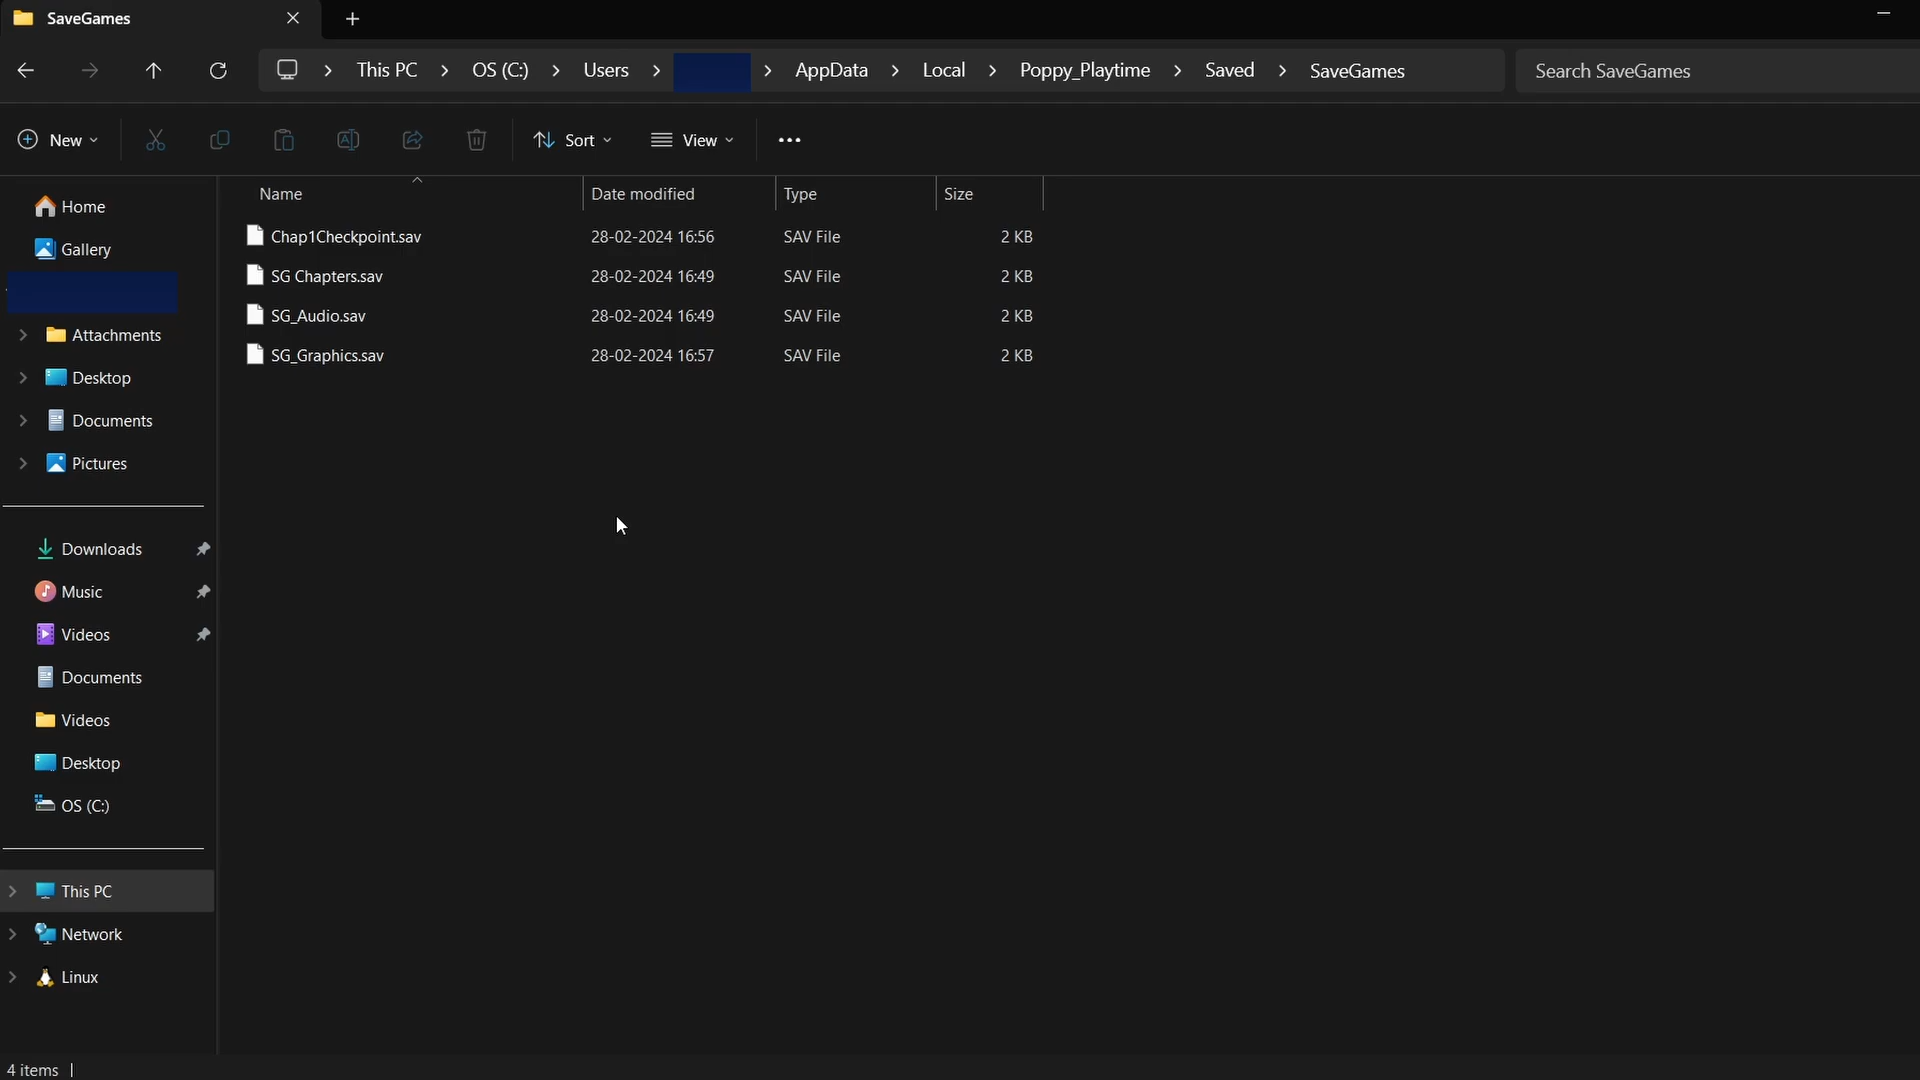 SaveGames
This PC > OS (C:) > Users > > AppData > Local > Poppy_Playtime > Saved > SaveGames
Search SaveGames
New
Sort
View
Name
Date modified
Type
Size
Chap1Checkpoint.sav 28-02-2024 16:56 SAV File 2 KB
SG Chapters.sav 28-02-2024 16:49 SAV File 2 KB
SG_Audio.sav 28-02-2024 16:49 SAV File 2 KB
SG_Graphics.sav 28-02-2024 16:57 SAV File 2 KB
Home
Gallery
Attachments
Desktop
Documents
Pictures
Downloads
Music
Videos
Documents
Videos
Desktop
OS (C:)
This PC
Network
Linux
4 items